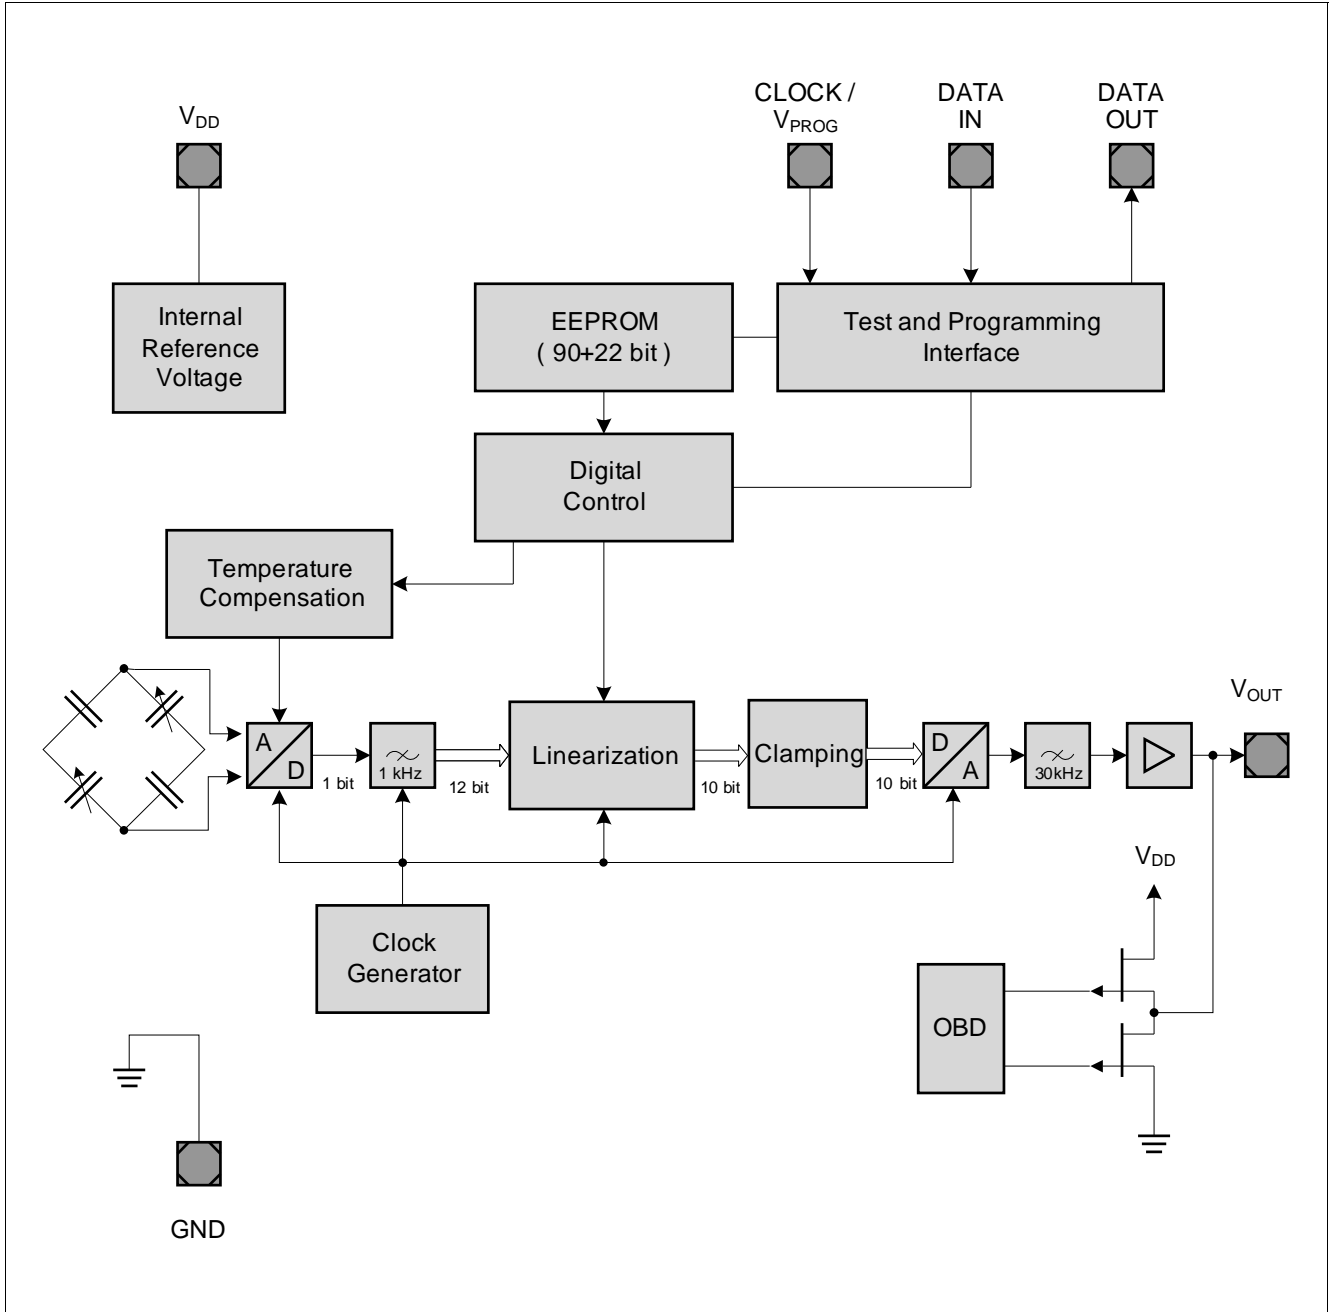 CLOCK /
VPROG
DATA
IN
DATA
OUT
VDD
Internal
Reference
Voltage
EEPROM
( 90+22 bit )
Test and Programming
Interface
Digital
Control
Temperature
Compensation
A
D
1 bit
1 kHz
12 bit
Linearization
10 bit
Clamping
10 bit
D
A
30kHz
VOUT
VDD
Clock
Generator
OBD
GND